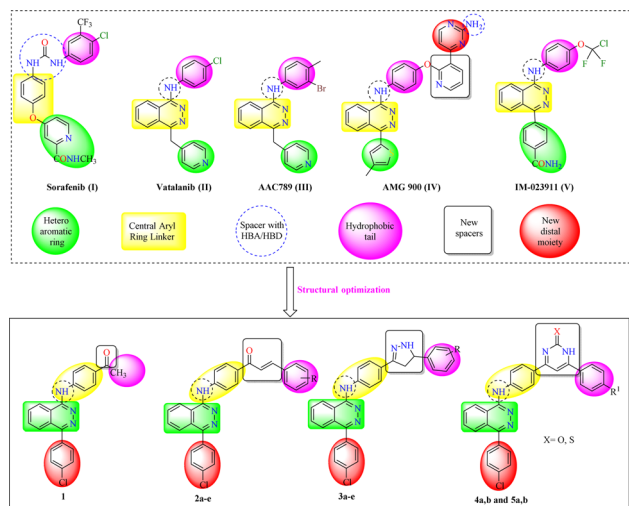 CF₃
Cl
O
NH
NH
O
N
CONHCH₃
Sorafenib (I)
Cl
NH
N
N
N
Vatalanib (II)
Br
NH
N
N
N
AAC789 (III)
NH₂
N
N
O
N
NH
N
N
AMG 900 (IV)
O
Cl
F
F
NH
N
N
CONH₂
IM-023911 (V)
Hetero
aromatic
ring
Central Aryl
Ring Linker
Spacer with
HBA/HBD
Hydrophobic
tail
New
spacers
New
distal
moiety
Structural optimization
O
CH₃
NH
N
N
Cl
1
O
R
NH
N
N
Cl
2a-e
N
NH
R
NH
N
N
Cl
3a-e
X
N
NH
R¹
NH
N
N
Cl
X= O, S
4a,b and 5a,b